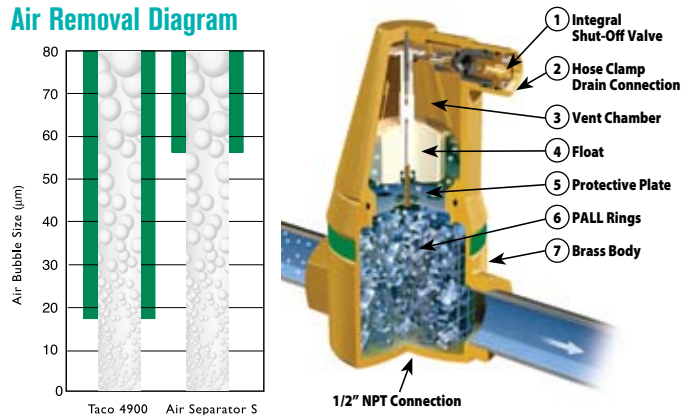 Air Removal Diagram
Air Bubble Size (μm)
80
70
60
50
40
30
20
10
0
Taco 4900
Air Separator S
1 Integral
Shut-Off Valve
2 Hose Clamp
Drain Connection
3 Vent Chamber
4 Float
5 Protective Plate
6 PALL Rings
7 Brass Body
1/2" NPT Connection